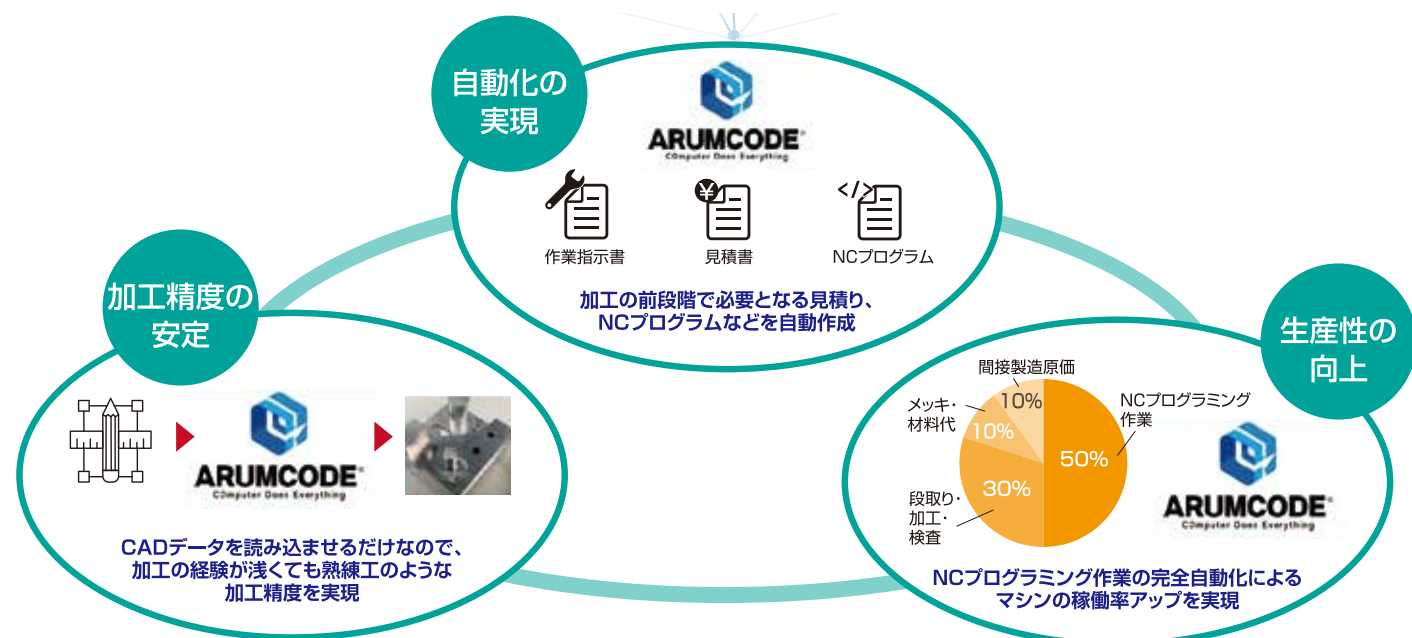 自動化の
実現
ARUMCODE®
COmputer Does Everything
作業指示書
見積書
</>
NCプログラム
加工の前段階で必要となる見積り、
NCプログラムなどを自動作成
加工精度の
安定
ARUMCODE®
COmputer Does Everything
CADデータを読み込ませるだけなので、
加工の経験が浅くても熟練工のような
加工精度を実現
生産性の
向上
間接製造原価
10%
メッキ・
材料代
10%
NCプログラミング
作業
50%
段取り・
加工・
検査
30%
ARUMCODE®
COmputer Does Everything
NCプログラミング作業の完全自動化による
マシンの稼働率アップを実現